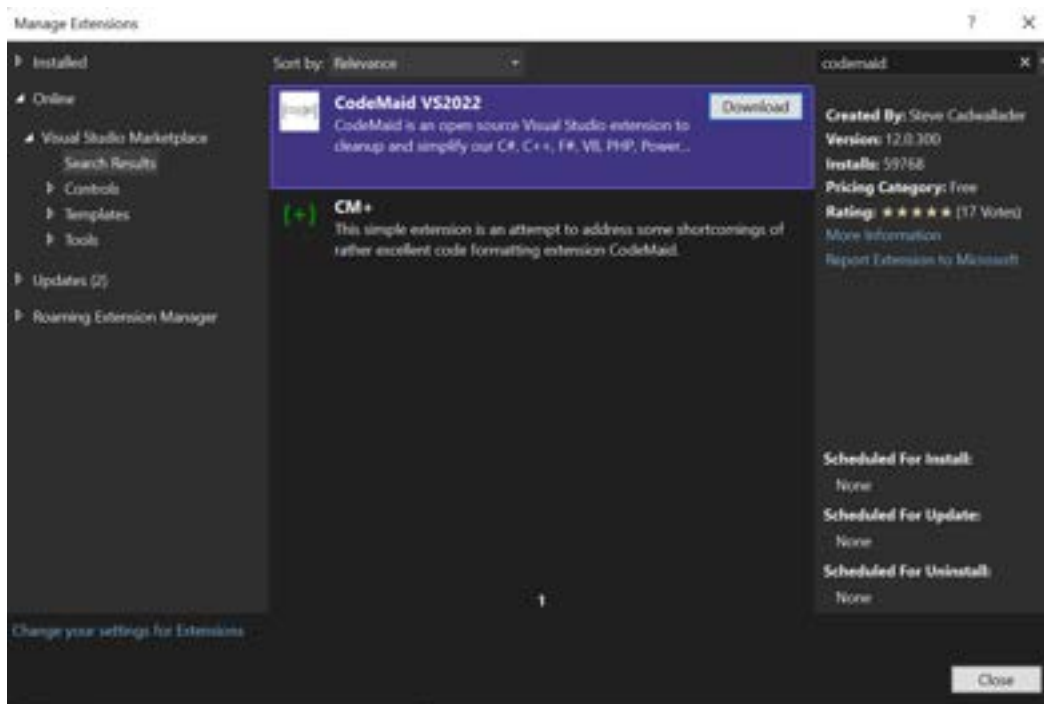 Manage Extensions
? ×
Installed
Online
Visual Studio Marketplace
Search Results
Controls
Templates
Tools
Updates (2)
Roaming Extension Manager
Change your settings for Extensions
Sort by: Relevance
CodeMaid VS2022
Download
CodeMaid is an open source Visual Studio extension to
cleanup and simplify our C#, C++, F#, VB, PHP, Power...
[+]
CM+
This simple extension is an attempt to address some shortcomings of
rather excellent code formatting extension CodeMaid.
1
codemaid ×
Created By: Steve Cadwallader
Version: 12.0.300
Installs: 59768
Pricing Category: Free
Rating: ★★★★★ (17 Votes)
More Information
Report Extension to Microsoft
Scheduled For Install:
None
Scheduled For Update:
None
Scheduled For Uninstall:
None
Close